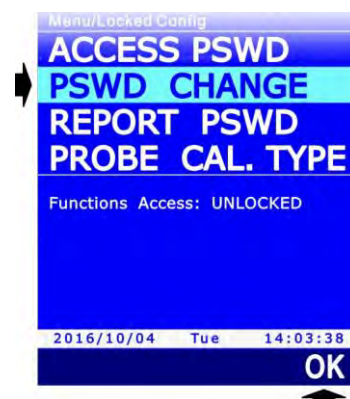 Menu/Locked Config
ACCESS PSWD
PSWD CHANGE
REPORT PSWD
PROBE CAL. TYPE
Functions Access: UNLOCKED
2016/10/04 Tue 14:03:38
OK